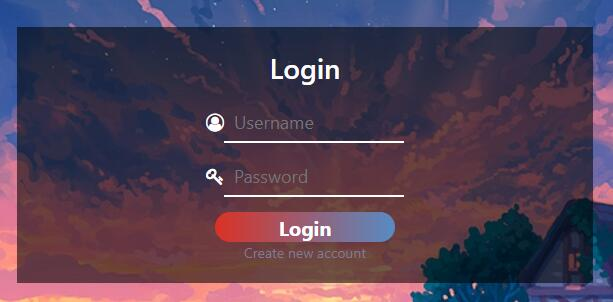 Login
Username
Password
Login
Create new account